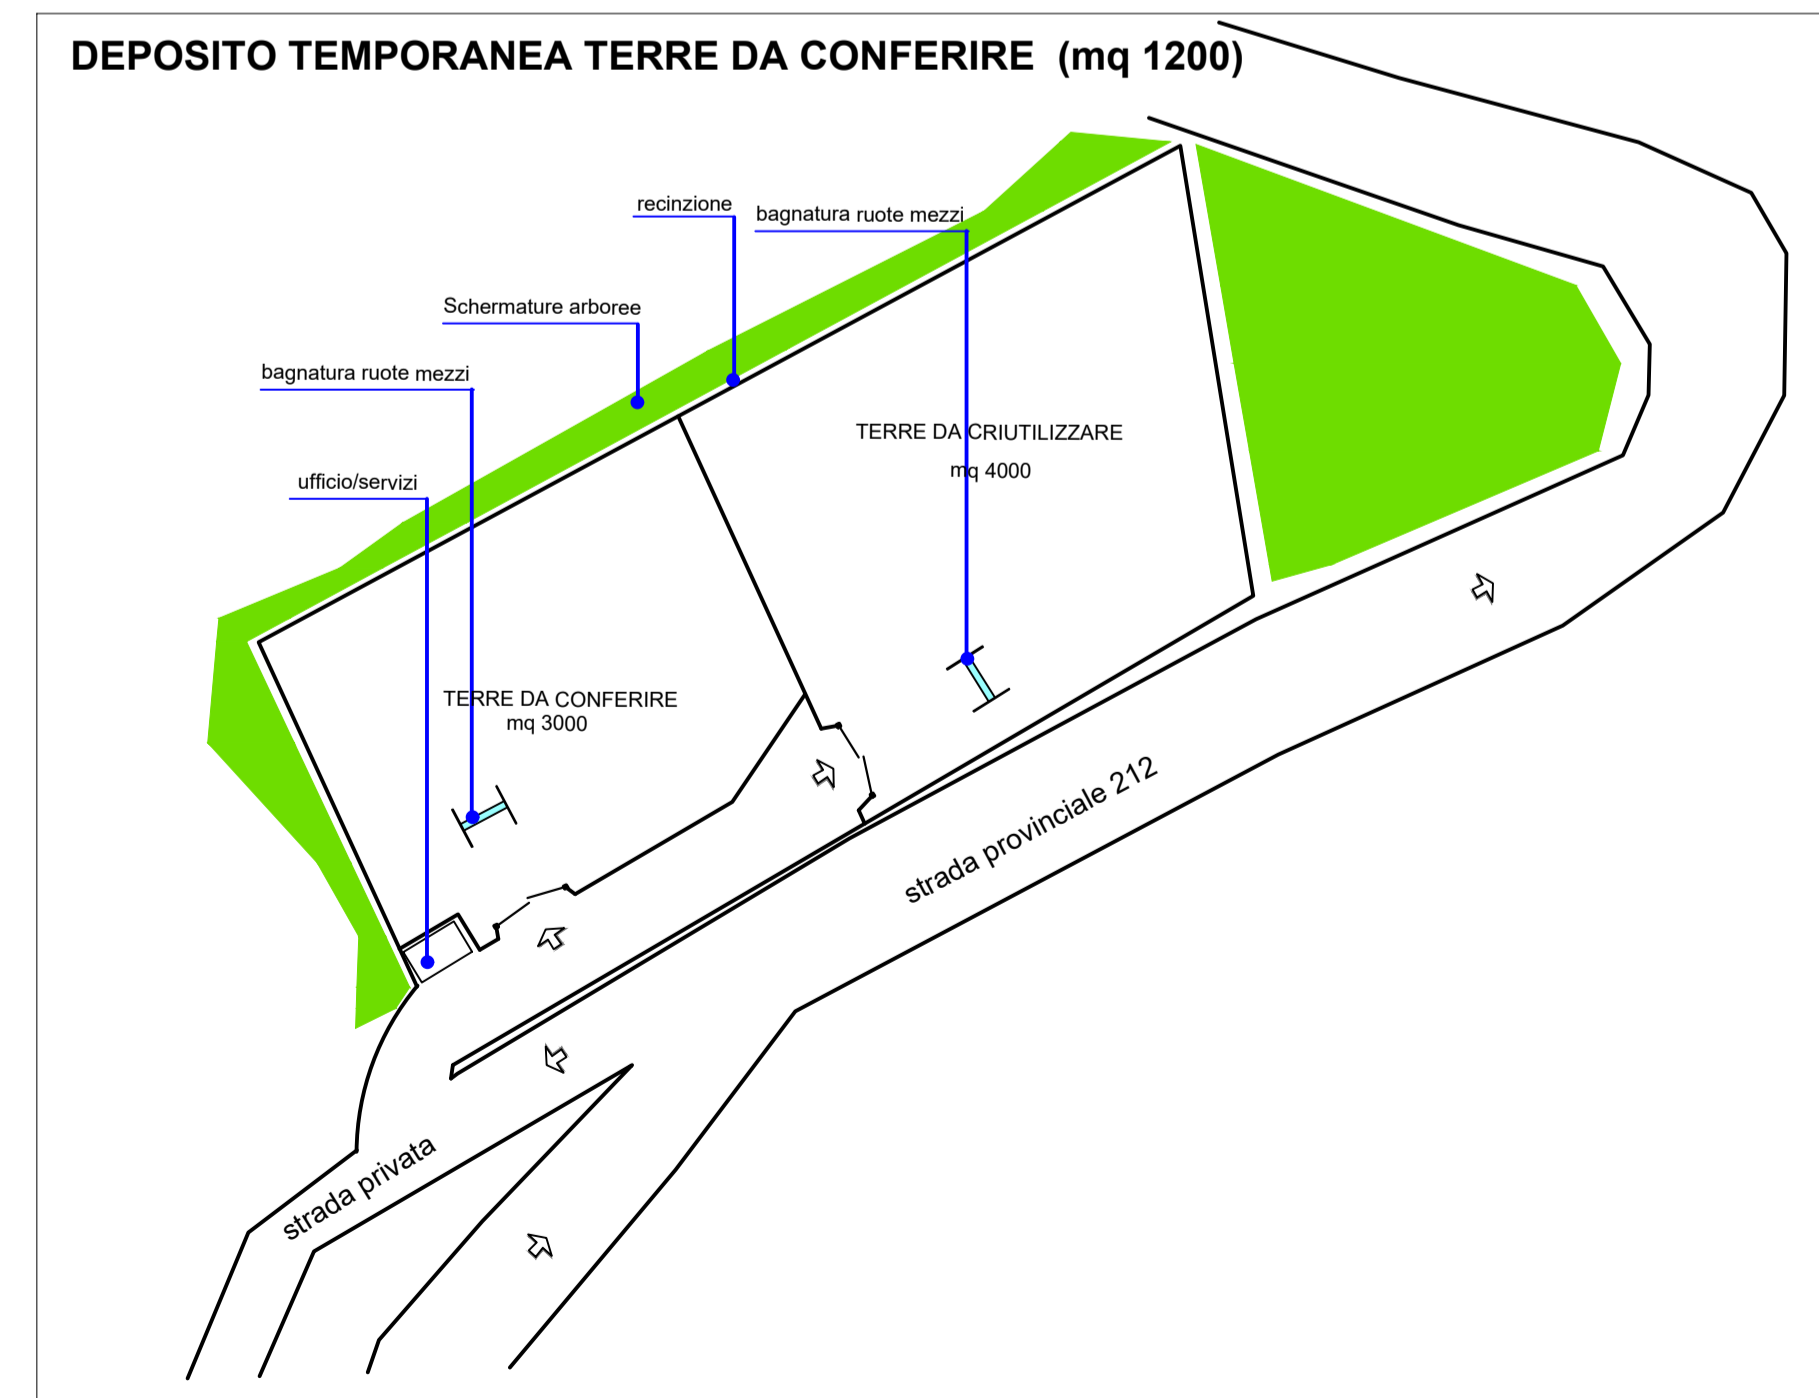 DEPOSITO TEMPORANEA TERRE DA CONFERIRE (mq 1200)
recinzione
bagnatura ruote mezzi
Schermature arboree
bagnatura ruote mezzi
TERRE DA CRIUTILIZZARE
mq 4000
ufficio/servizi
TERRE DA CONFERIRE
mq 3000
strada provinciale 212
strada privata